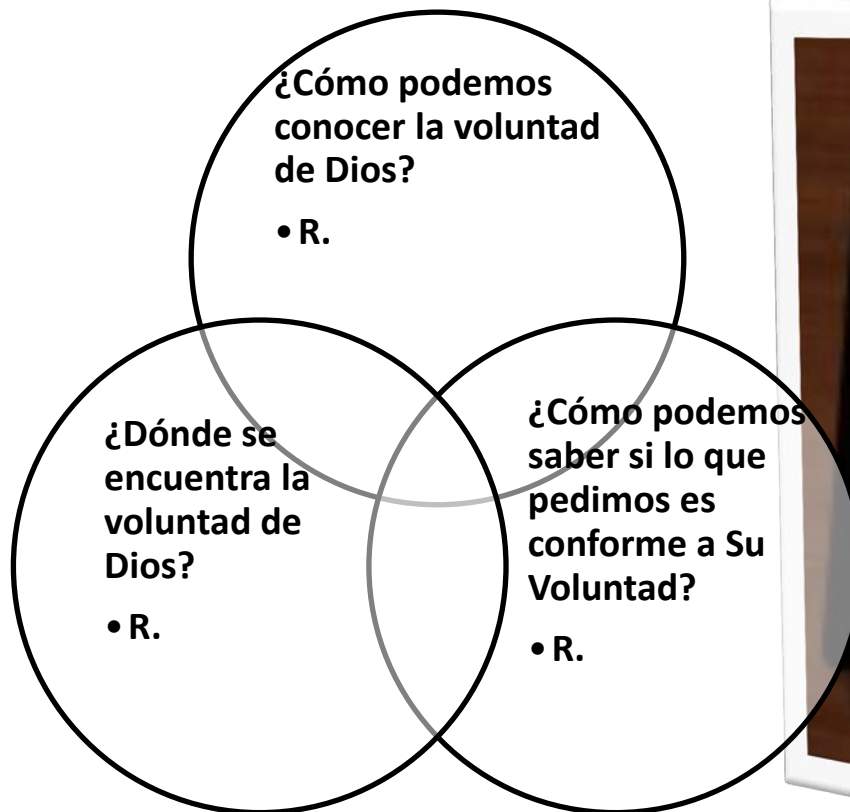 ¿Cómo podemos
conocer la voluntad
de Dios?
• R.
¿Dónde se
encuentra la
voluntad de
Dios?
• R.
¿Cómo podemos
saber si lo que
pedimos es
conforme a Su
Voluntad?
• R.